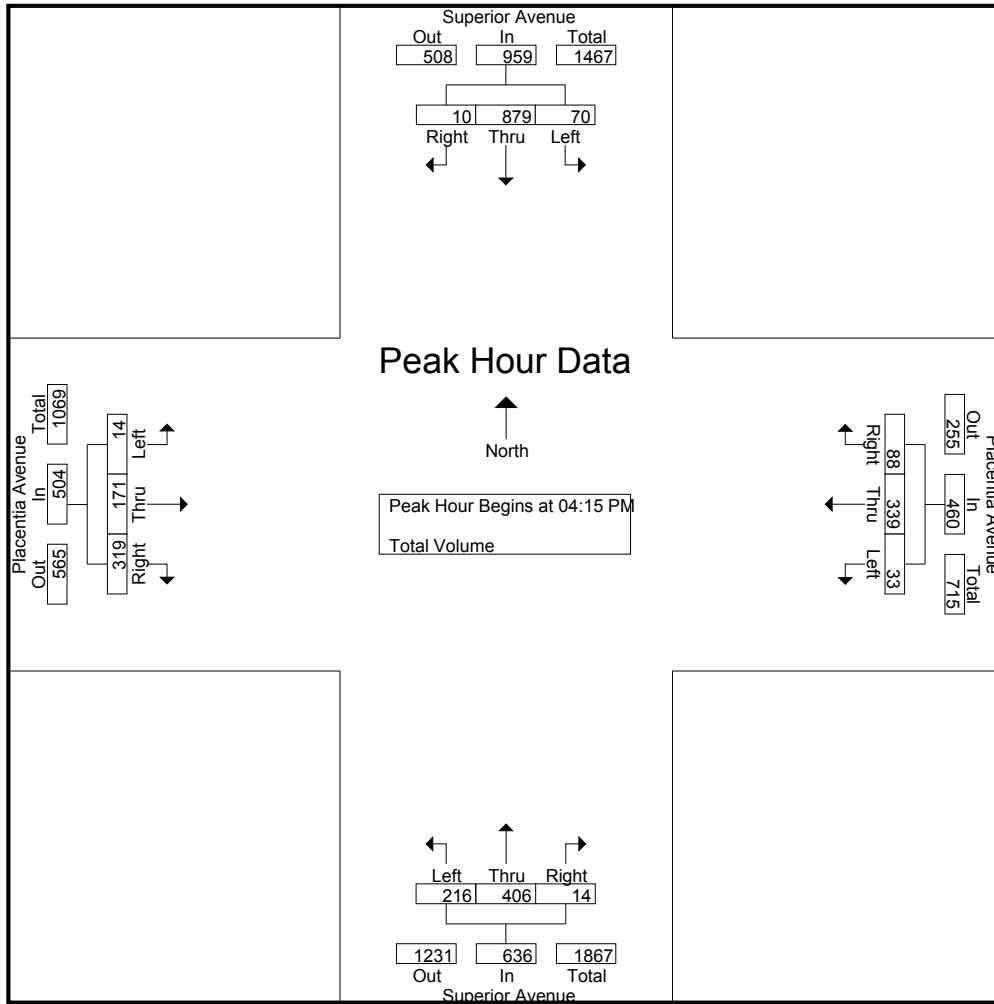 Superior Avenue
Out In Total
508 959 1467
10 879 70
Right Thru Left
Peak Hour Data
North
Peak Hour Begins at 04:15 PM
Total Volume
Placentia Avenue
Out In Total
565 504 1069
14 171 319
Left Thru Right
Placentia Avenue
Out In Total
255 460 715
88 339 33
Right Thru Left
Left Thru Right
216 406 14
1231 636 1867
Out In Total
Superior Avenue